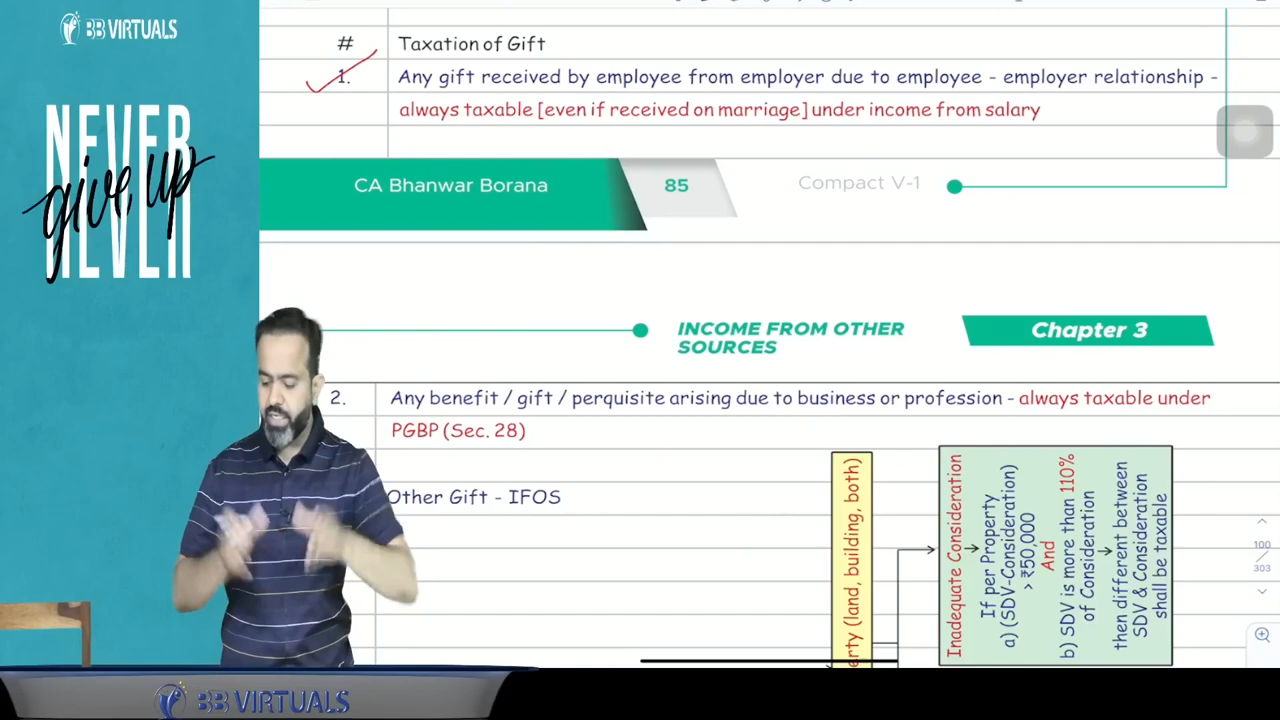 BB VIRTUALS
NEVER
give up
NEVER
# Taxation of Gift
1. Any gift received by employee from employer due to employee - employer relationship -
always taxable [even if received on marriage] under income from salary
CA Bhanwar Borana
85
Compact V-1
INCOME FROM OTHER
SOURCES
Chapter 3
2. Any benefit / gift / perquisite arising due to business or profession - always taxable under
PGBP (Sec. 28)
Other Gift - IFOS
erty (land, building, both)
Inadequate Consideration
If per Property
a) (SDV-Consideration)
> ₹50,000
And
b) SDV is more than 110%
of Consideration
then different between
SDV & Consideration
shall be taxable
100
303
BB VIRTUALS